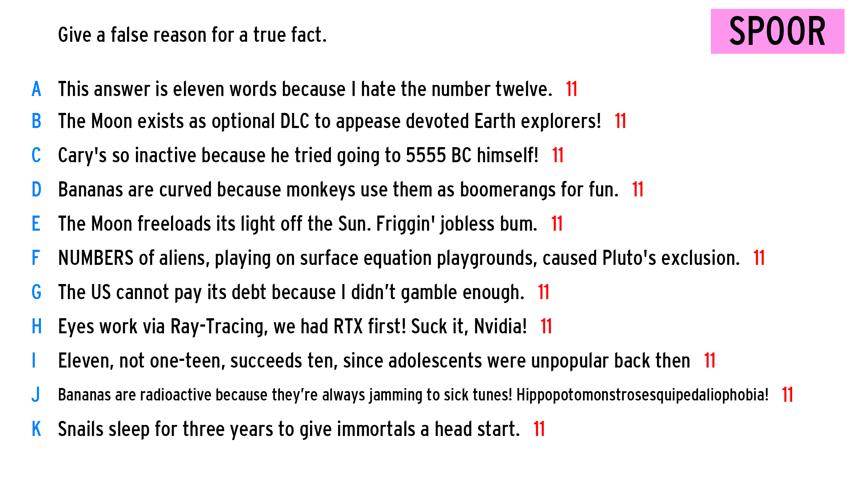 Give a false reason for a true fact.
SPOOR
A This answer is eleven words because I hate the number twelve. 11
B The Moon exists as optional DLC to appease devoted Earth explorers! 11
C Cary's so inactive because he tried going to 5555 BC himself! 11
D Bananas are curved because monkeys use them as boomerangs for fun. 11
E The Moon freeloads its light off the Sun. Friggin' jobless bum. 11
F NUMBERS of aliens, playing on surface equation playgrounds, caused Pluto's exclusion. 11
G The US cannot pay its debt because I didn’t gamble enough. 11
H Eyes work via Ray-Tracing, we had RTX first! Suck it, Nvidia! 11
I Eleven, not one-teen, succeeds ten, since adolescents were unpopular back then 11
J Bananas are radioactive because they’re always jamming to sick tunes! Hippopotomonstrosesquipedaliophobia! 11
K Snails sleep for three years to give immortals a head start. 11